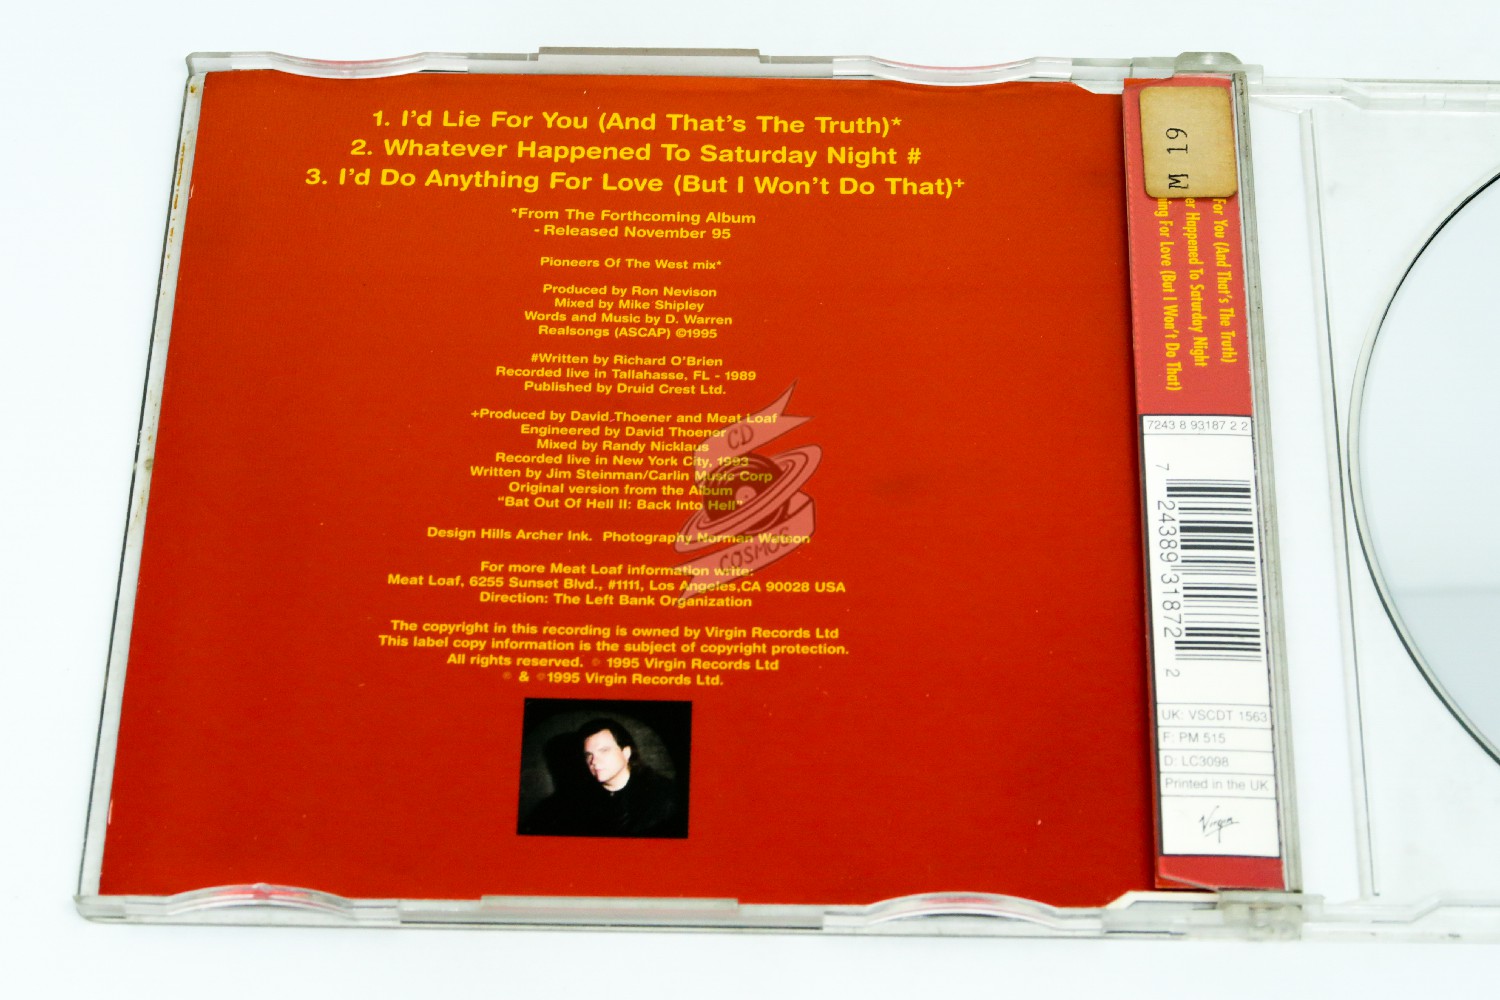 1. I'd Lie For You (And That's The Truth)*
2. Whatever Happened To Saturday Night #
3. I'd Do Anything For Love (But I Won't Do That)+
*From The Forthcoming Album
- Released November 95
Pioneers Of The West mix*
Produced by Ron Nevison
Mixed by Mike Shipley
Words and Music by D. Warren
Realsongs (ASCAP) ©1995
#Written by Richard O'Brien
Recorded live in Tallahasse, FL - 1989
Published by Druid Crest Ltd.
+Produced by David Thoener and Meat Loaf
Engineered by David Thoener
Mixed by Randy Nicklaus
Recorded live in New York City, 1993
Written by Jim Steinman/Carlin Music Corp
Original version from the Album
"Bat Out Of Hell II: Back Into Hell"
Design Hills Archer Ink. Photography Norman Watson
For more Meat Loaf information write:
Meat Loaf, 6255 Sunset Blvd., #1111, Los Angeles,CA 90028 USA
Direction: The Left Bank Organization
The copyright in this recording is owned by Virgin Records Ltd
This label copy information is the subject of copyright protection.
All rights reserved. © 1995 Virgin Records Ltd
℗ & ©1995 Virgin Records Ltd.
CD
COSMOS
M 19
For You (And That's The Truth)
er Happened To Saturday Night
ing For Love (But I Won't Do That)
7243 8 93187 2 2
7 24389 31872 2
UK: VSCDT 1563
F: PM 515
D: LC3098
Printed in the UK
Virgin